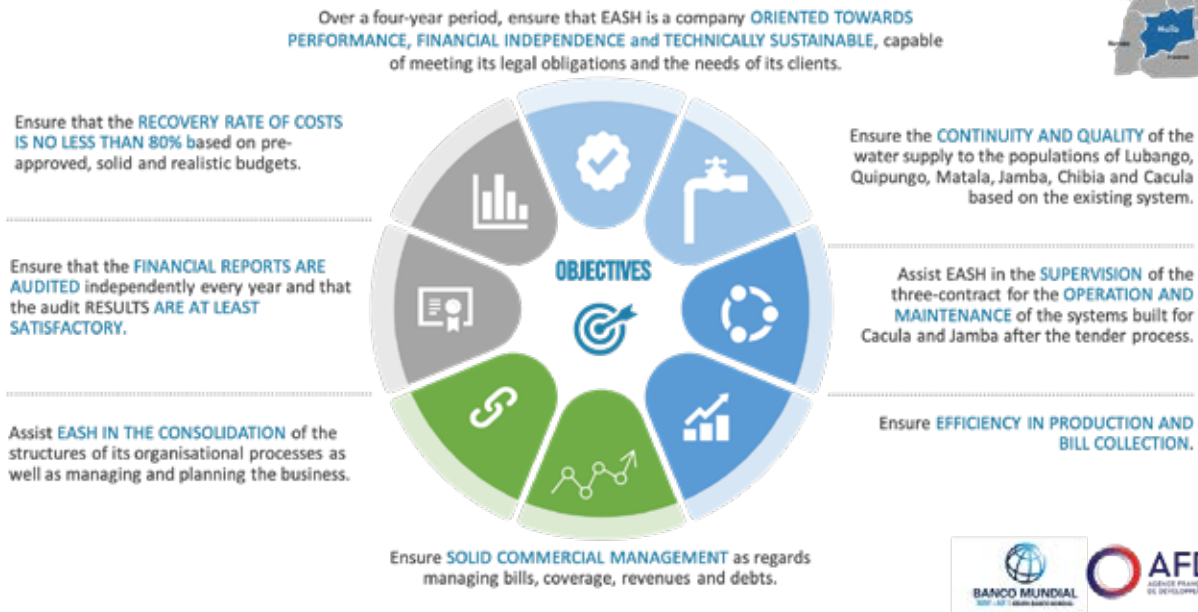 Over a four-year period, ensure that EASH is a company ORIENTED TOWARDS
PERFORMANCE, FINANCIAL INDEPENDENCE and TECHNICALLY SUSTAINABLE, capable
of meeting its legal obligations and the needs of its clients.
Huíla
Ensure that the RECOVERY RATE OF COSTS
IS NO LESS THAN 80% based on pre-
approved, solid and realistic budgets.
Ensure the CONTINUITY AND QUALITY of the
water supply to the populations of Lubango,
Quipungo, Matala, Jamba, Chibia and Cacula
based on the existing system.
Ensure that the FINANCIAL REPORTS ARE
AUDITED independently every year and that
the audit RESULTS ARE AT LEAST
SATISFACTORY.
OBJECTIVES
Assist EASH in the SUPERVISION of the
three-contract for the OPERATION AND
MAINTENANCE of the systems built for
Cacula and Jamba after the tender process.
Assist EASH IN THE CONSOLIDATION of the
structures of its organisational processes as
well as managing and planning the business.
Ensure EFFICIENCY IN PRODUCTION AND
BILL COLLECTION.
Ensure SOLID COMMERCIAL MANAGEMENT as regards
managing bills, coverage, revenues and debts.
BANCO MUNDIAL
AFD